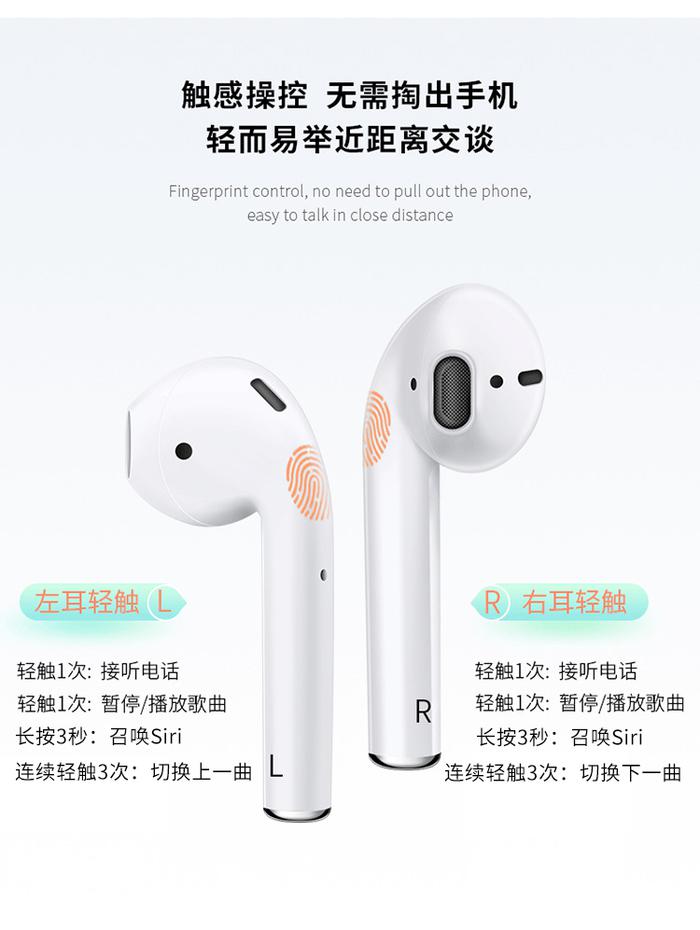 触感操控 无需掏出手机
轻而易举近距离交谈
Fingerprint control, no need to pull out the phone,
easy to talk in close distance
左耳轻触 L
轻触1次: 接听电话
轻触1次: 暂停/播放歌曲
长按3秒：召唤Siri
连续轻触3次：切换上一曲
L
R 右耳轻触
轻触1次: 接听电话
轻触1次: 暂停/播放歌曲
长按3秒：召唤Siri
连续轻触3次：切换下一曲
R